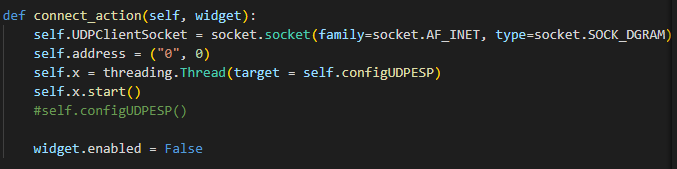 def connect_action(self, widget):
    self.UDPClientSocket = socket.socket(family=socket.AF_INET, type=socket.SOCK_DGRAM)
    self.address = ("0", 0)
    self.x = threading.Thread(target = self.configUDPESP)
    self.x.start()
    #self.configUDPESP()
    widget.enabled = False